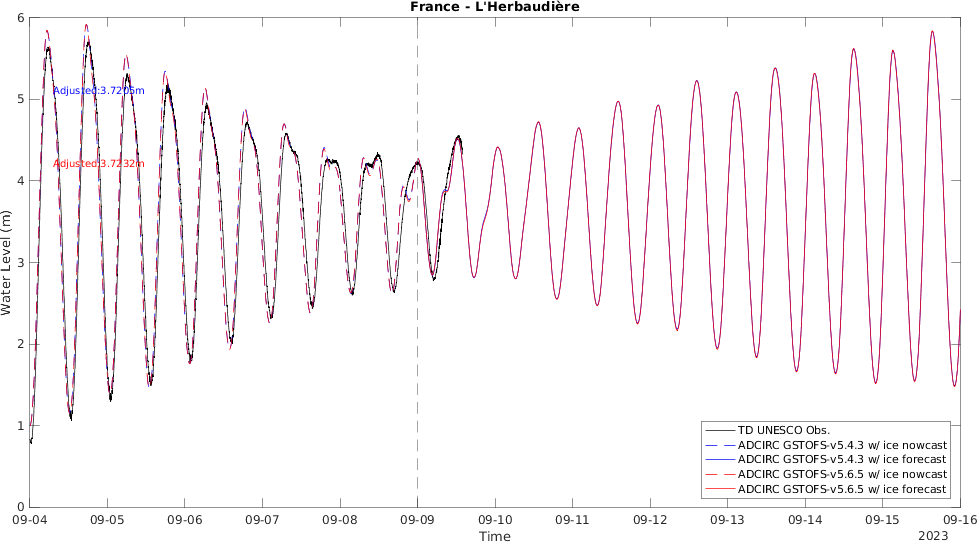 France - L'Herbaudière
6
5
4
3
2
1
0
Water Level (m)
Adjusted:3.7205m
Adjusted:3.7232m
TD UNESCO Obs.
ADCIRC GSTOFS-v5.4.3 w/ ice nowcast
ADCIRC GSTOFS-v5.4.3 w/ ice forecast
ADCIRC GSTOFS-v5.6.5 w/ ice nowcast
ADCIRC GSTOFS-v5.6.5 w/ ice forecast
09-04 09-05 09-06 09-07 09-08 09-09 09-10 09-11 09-12 09-13 09-14 09-15 09-16
Time
2023